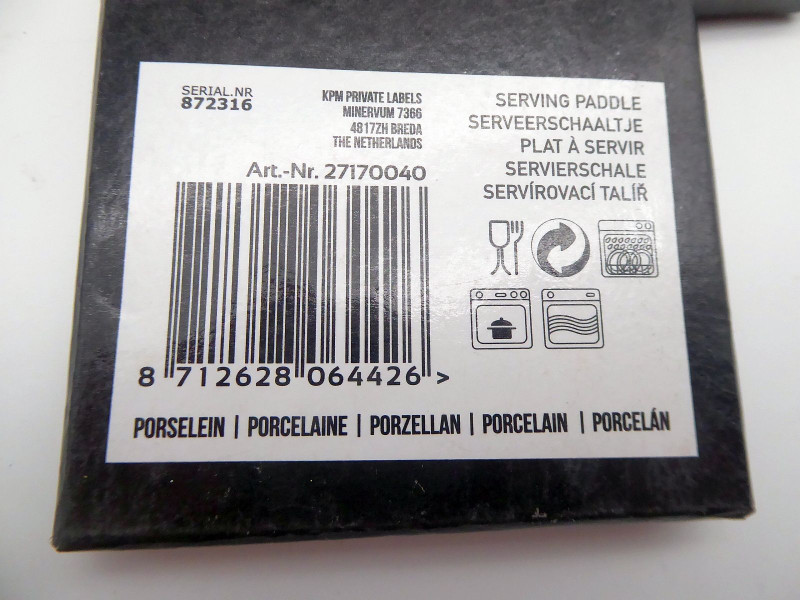 SERIAL.NR
872316
KPM PRIVATE LABELS
MINERVUM 7366
4817ZH BREDA
THE NETHERLANDS
Art.-Nr. 27170040
8 712628 064426 >
SERVING PADDLE
SERVEERSCHAALTJE
PLAT À SERVIR
SERVIERSCHALE
SERVÍROVACÍ TALÍŘ
PORSELEIN | PORCELAINE | PORZELLAN | PORCELAIN | PORCELÁN